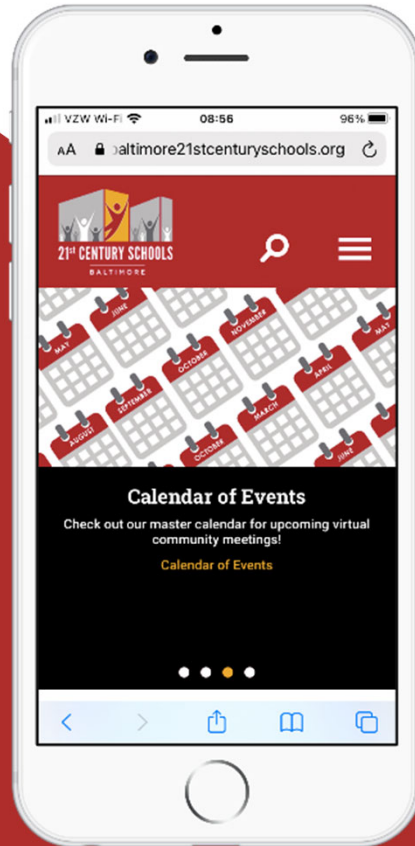 VZW Wi-Fi 08:56 96%
AA baltimore21stcenturyschools.org
21st CENTURY SCHOOLS
BALTIMORE
JUNE
NOVEMBER
MAY
MAY
OCTOBER
SEPTEMBER
APRIL
MARCH
AUGUST
OCTOBER
JUNE
Calendar of Events
Check out our master calendar for upcoming virtual
community meetings!
Calendar of Events